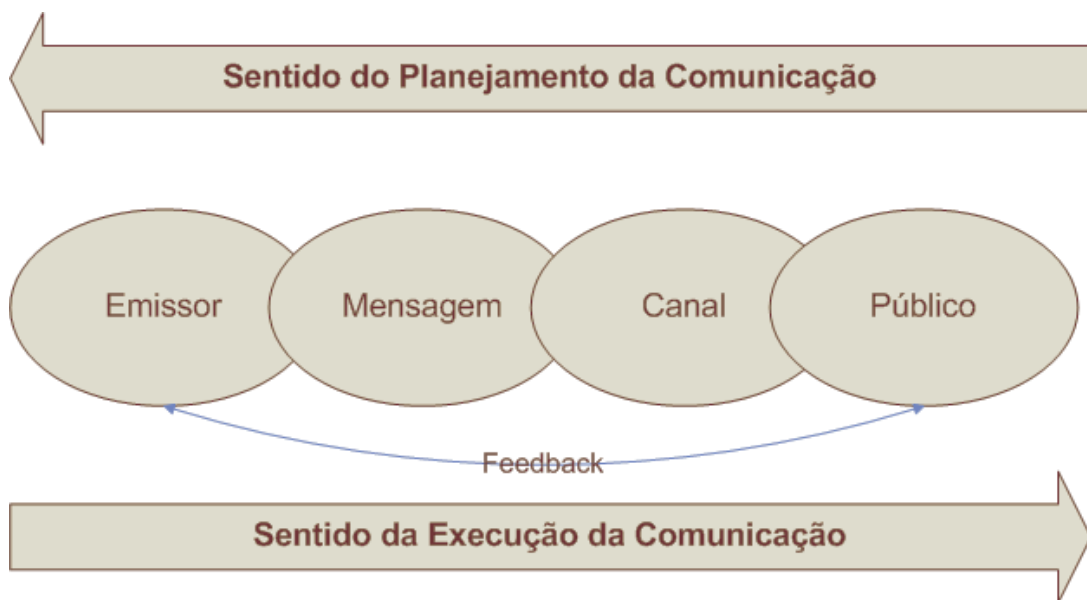 Sentido do Planejamento da Comunicação
Emissor
Mensagem
Canal
Público
Feedback
Sentido da Execução da Comunicação